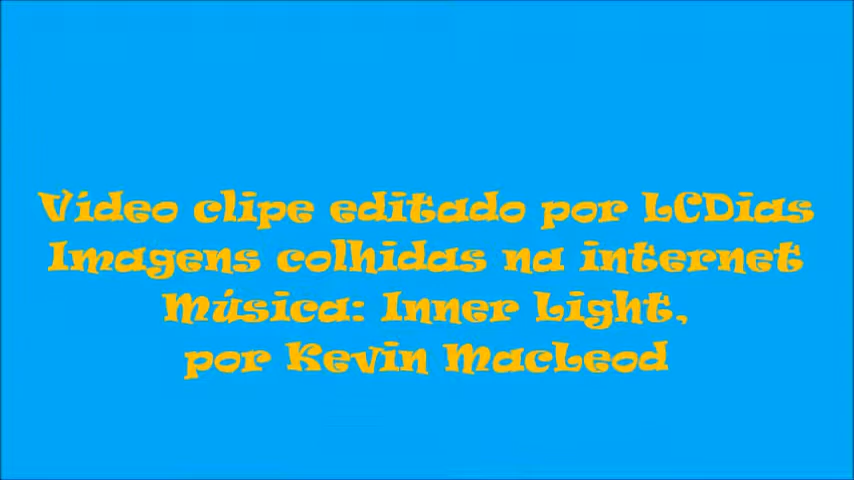 Vídeo clipe editado por LCDias
Imagens colhidas na internet
Música: Inner Light,
por Kevin MacLeod